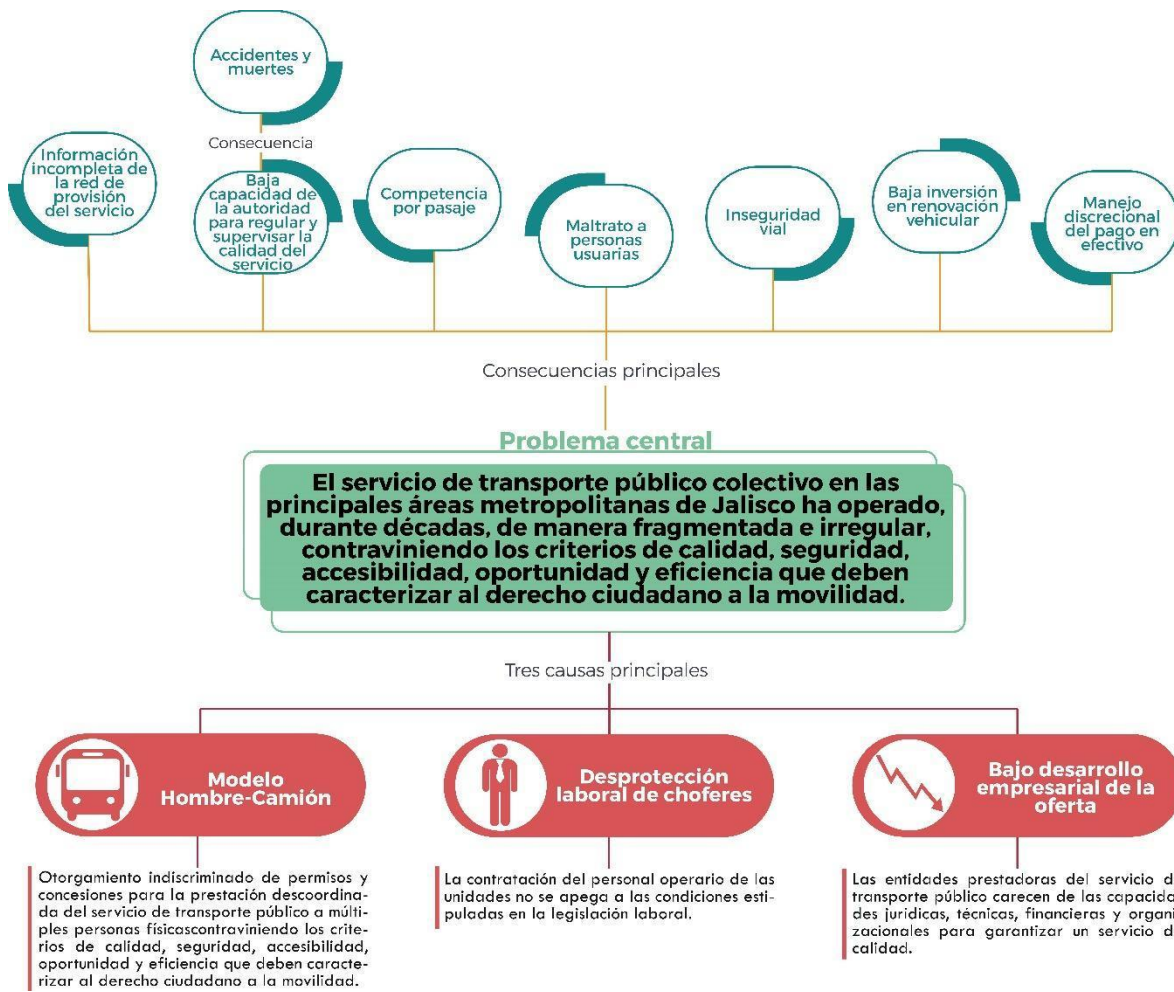 Accidentes y
muertes
Consecuencia
Información
incompleta de
la red de
provisión
del servicio
Baja
capacidad de
la autoridad
para regular y
supervisar la
calidad del
servicio
Competencia
por pasaje
Maltrato a
personas
usuarias
Inseguridad
vial
Baja inversión
en renovación
vehicular
Manejo
discrecional
del pago en
efectivo
Consecuencias principales
Problema central
El servicio de transporte público colectivo en las
principales áreas metropolitanas de Jalisco ha operado,
durante décadas, de manera fragmentada e irregular,
contraviniendo los criterios de calidad, seguridad,
accesibilidad, oportunidad y eficiencia que deben
caracterizar al derecho ciudadano a la movilidad.
Tres causas principales
Modelo
Hombre-Camión
Otorgamiento indiscriminado de permisos y
concesiones para la prestación descoordina-
da del servicio de transporte público a múlti-
ples personas físicascontraviniendo los crite-
rios de calidad, seguridad, accesibilidad,
oportunidad y eficiencia que deben caracte-
rizar al derecho ciudadano a la movilidad.
Desprotección
laboral de choferes
La contratación del personal operario de las
unidades no se apega a las condiciones esti-
puladas en la legislación laboral.
Bajo desarrollo
empresarial de la
oferta
Las entidades prestadoras del servicio d
transporte público carecen de las capacida
des jurídicas, técnicas, financieras y organi
zacionales para garantizar un servicio d
calidad.